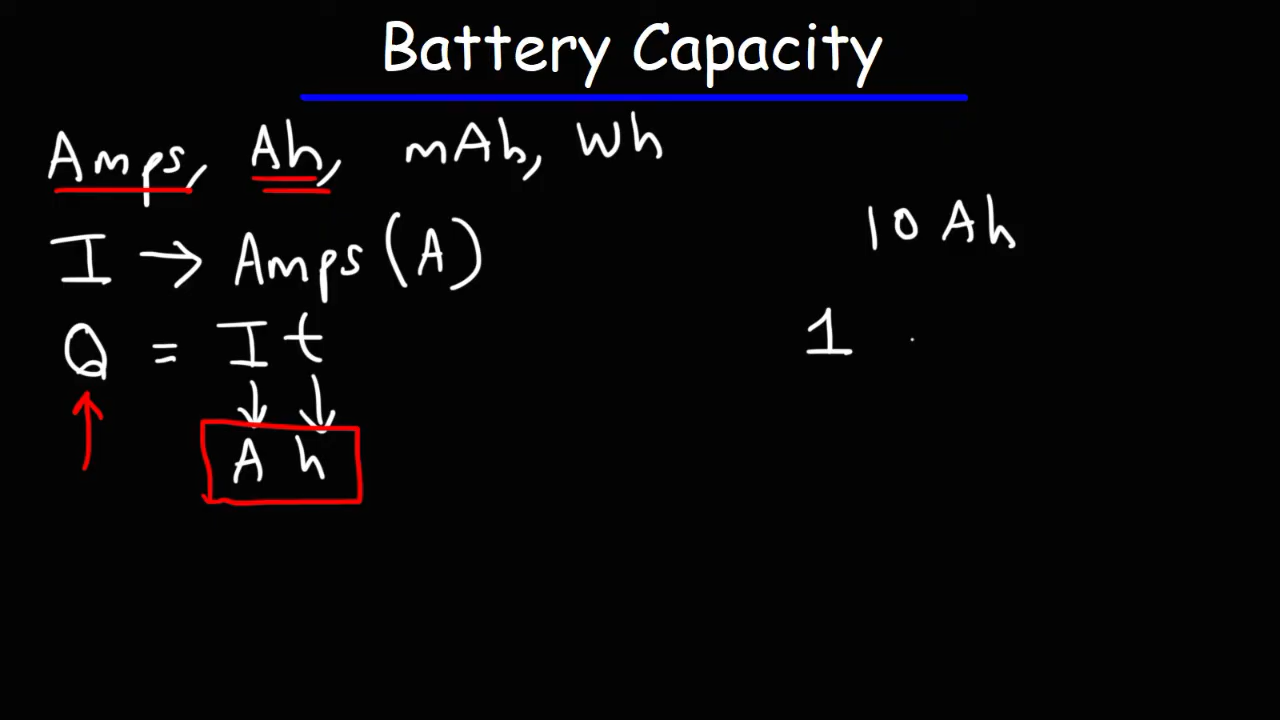 Battery Capacity
Amps, Ah, mAh, Wh
10 Ah
I → Amps (A)
1
Q = It
A h